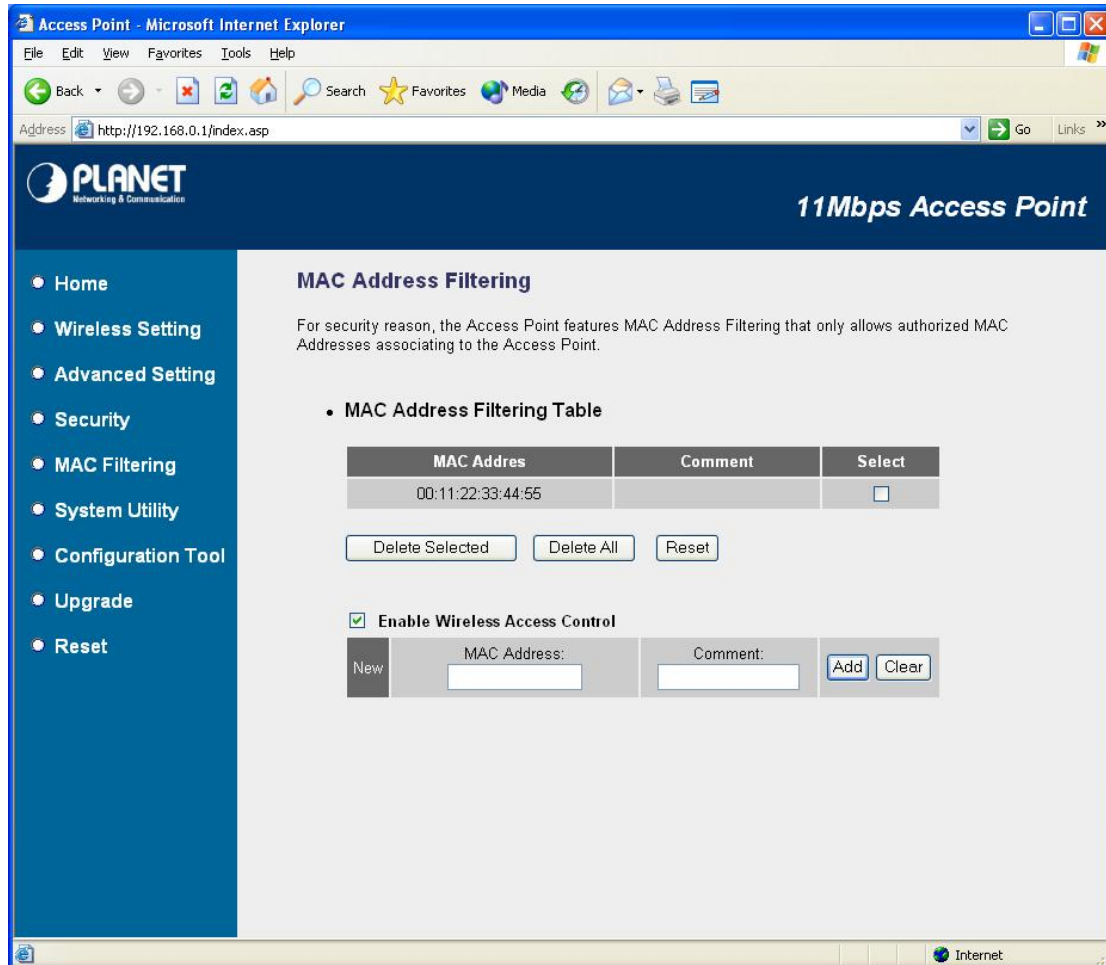 Access Point - Microsoft Internet Explorer
File Edit View Favorites Tools Help
Back Search Favorites Media
Address http://192.168.0.1/index.asp Go Links »
PLANET
Networking & Communication
11Mbps Access Point
Home
Wireless Setting
Advanced Setting
Security
MAC Filtering
System Utility
Configuration Tool
Upgrade
Reset
MAC Address Filtering
For security reason, the Access Point features MAC Address Filtering that only allows authorized MAC
Addresses associating to the Access Point.
• MAC Address Filtering Table
MAC Addres Comment Select
00:11:22:33:44:55
Delete Selected Delete All Reset
Enable Wireless Access Control
New MAC Address: Comment: Add Clear
Internet